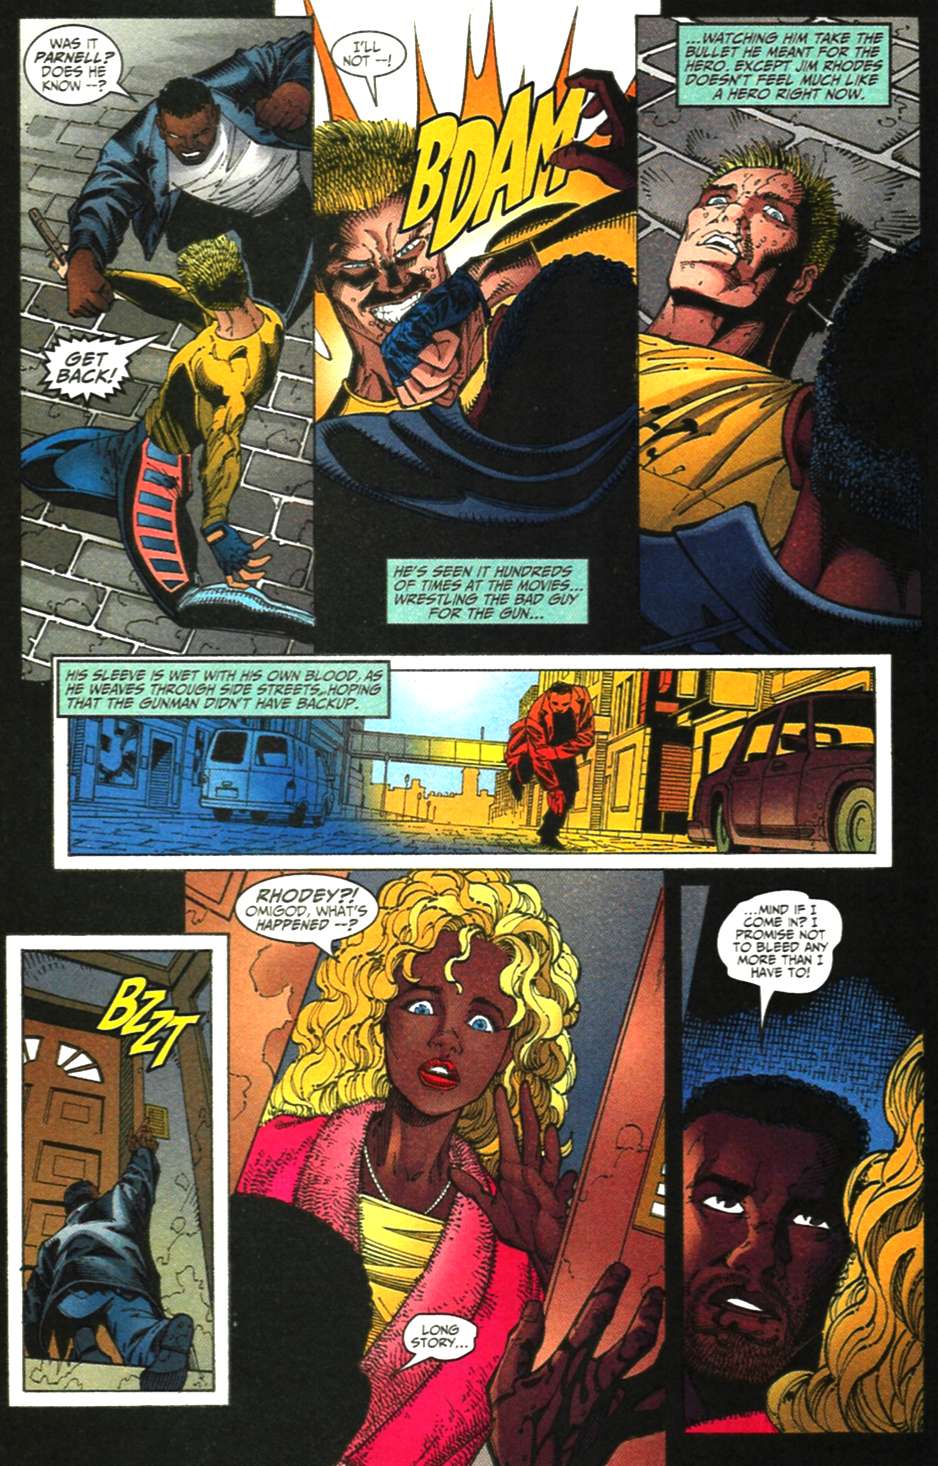 WAS IT
PARNELL?
DOES HE
KNOW --?
GET
BACK!
I'LL
NOT --!
BDAM
HE'S SEEN IT HUNDREDS
OF TIMES AT THE MOVIES...
WRESTLING THE BAD GUY
FOR THE GUN...
...WATCHING HIM TAKE THE
BULLET HE MEANT FOR THE
HERO. EXCEPT JIM RHODES
DOESN'T FEEL MUCH LIKE
A HERO RIGHT NOW.
HIS SLEEVE IS WET WITH HIS OWN BLOOD, AS
HE WEAVES THROUGH SIDE STREETS, HOPING
THAT THE GUNMAN DIDN'T HAVE BACKUP.
BZZT
RHODEY?!
OMIGOD, WHAT'S
HAPPENED --?
LONG
STORY...
...MIND IF I
COME IN? I
PROMISE NOT
TO BLEED ANY
MORE THAN I
HAVE TO!